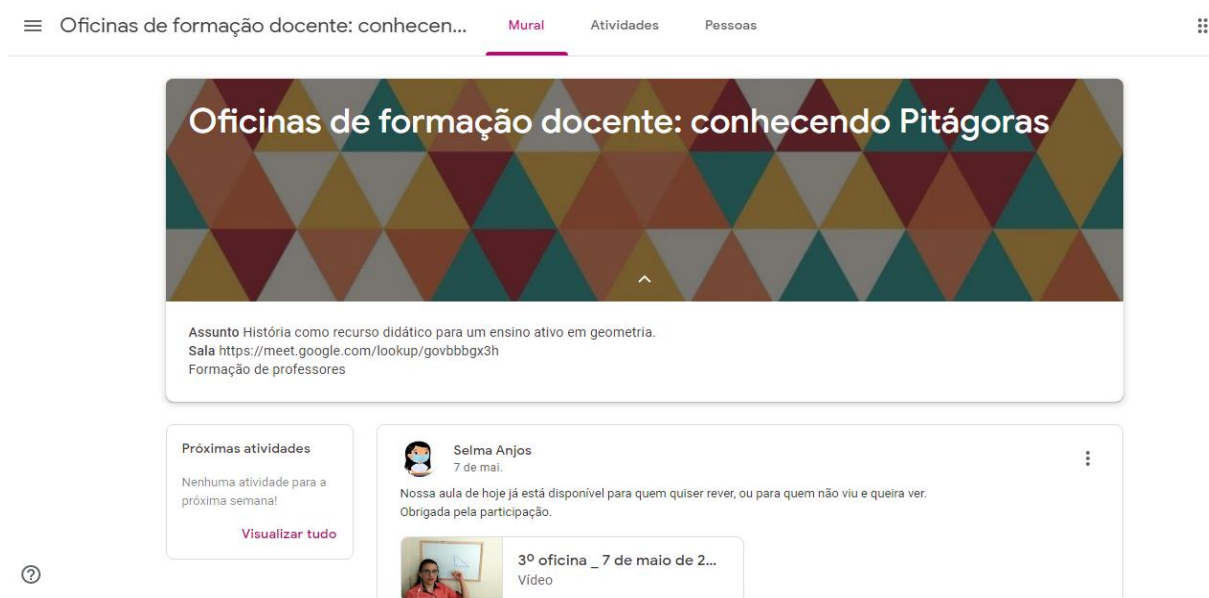 Oficinas de formação docente: conhecen...
Mural
Atividades
Pessoas
Oficinas de formação docente: conhecendo Pitágoras
Assunto História como recurso didático para um ensino ativo em geometria.
Sala https://meet.google.com/lookup/govbbbgx3h
Formação de professores
Próximas atividades
Nenhuma atividade para a
próxima semana!
Visualizar tudo
Selma Anjos
7 de mai.
Nossa aula de hoje já está disponível para quem quiser rever, ou para quem não viu e queira ver.
Obrigada pela participação.
3º oficina _ 7 de maio de 2...
Vídeo